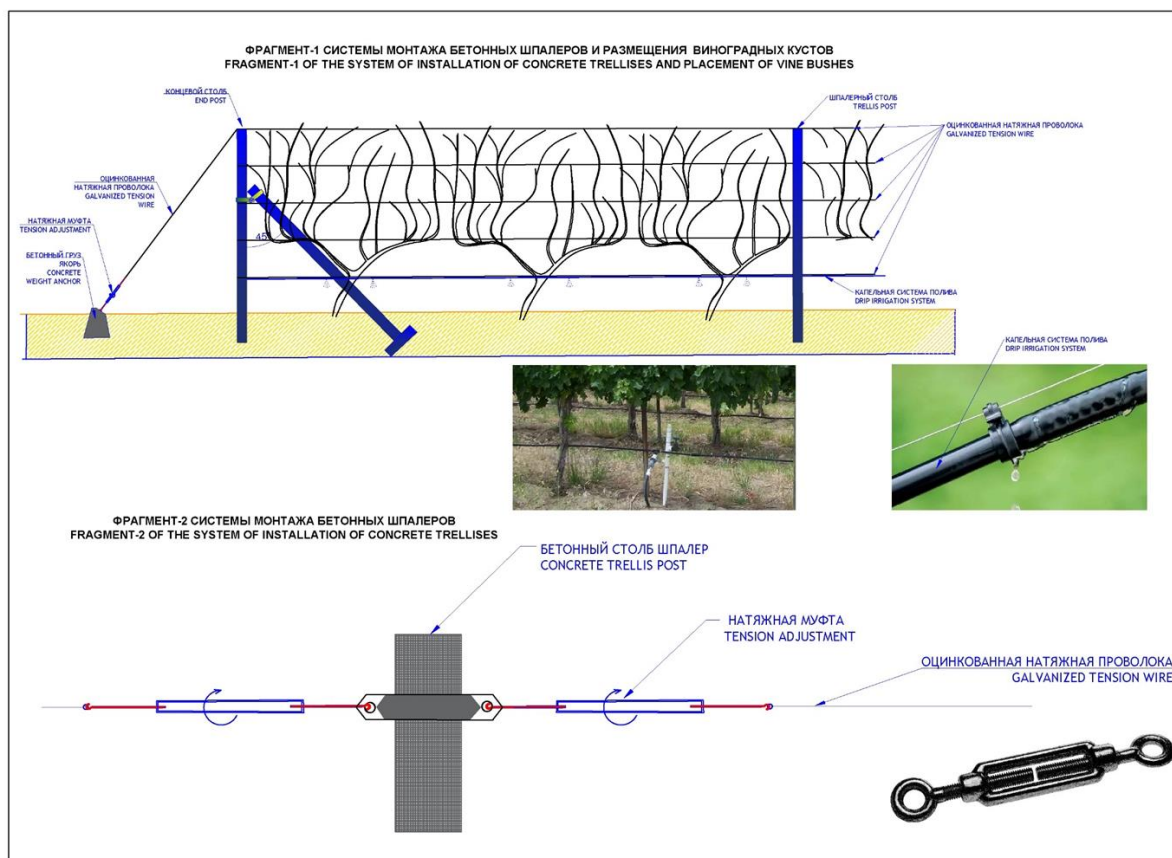 ФРАГМЕНТ-1 СИСТЕМЫ МОНТАЖА БЕТОННЫХ ШПАЛЕРОВ И РАЗМЕЩЕНИЯ ВИНОГРАДНЫХ КУСТОВ
FRAGMENT-1 OF THE SYSTEM OF INSTALLATION OF CONCRETE TRELLISES AND PLACEMENT OF VINE BUSHES
КОНЦЕВОЙ СТОЛБ
END POST
ШПАЛЕРНЫЙ СТОЛБ
TRELLIS POST
ОЦИНКОВАННАЯ НАТЯЖНАЯ ПРОВОЛОКА
GALVANIZED TENSION WIRE
ОЦИНКОВАННАЯ
НАТЯЖНАЯ ПРОВОЛОКА
GALVANIZED TENSION
WIRE
НАТЯЖНАЯ МУФТА
TENSION ADJUSTMENT
БЕТОННЫЙ ГРУЗ
ЯКОРЬ
CONCRETE
WEIGHT ANCHOR
45
КАПЕЛЬНАЯ СИСТЕМА ПОЛИВА
DRIP IRRIGATION SYSTEM
КАПЕЛЬНАЯ СИСТЕМА ПОЛИВА
DRIP IRRIGATION SYSTEM
ФРАГМЕНТ-2 СИСТЕМЫ МОНТАЖА БЕТОННЫХ ШПАЛЕРОВ
FRAGMENT-2 OF THE SYSTEM OF INSTALLATION OF CONCRETE TRELLISES
БЕТОННЫЙ СТОЛБ ШПАЛЕР
CONCRETE TRELLIS POST
НАТЯЖНАЯ МУФТА
TENSION ADJUSTMENT
ОЦИНКОВАННАЯ НАТЯЖНАЯ ПРОВОЛОКА
GALVANIZED TENSION WIRE